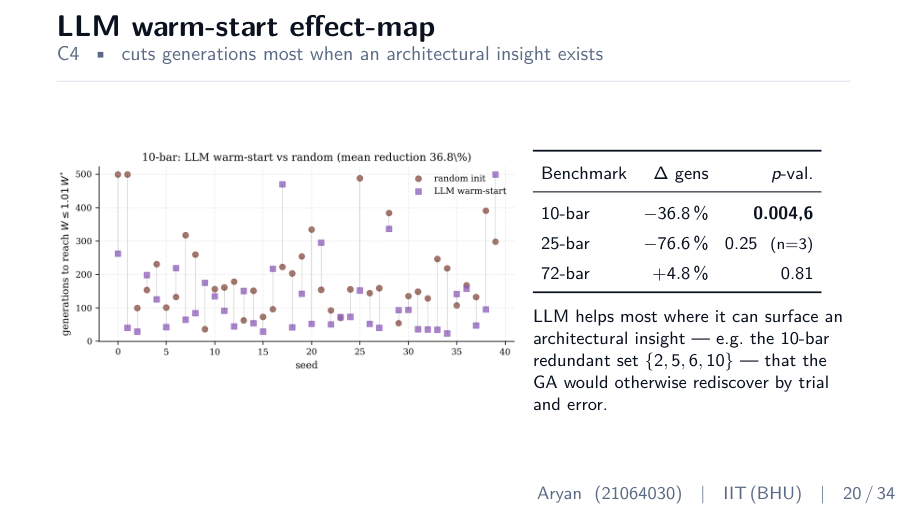 LLM warm-start effect-map
C4 ▪ cuts generations most when an architectural insight exists
10-bar: LLM warm-start vs random (mean reduction 36.8\%)
generations to reach W ≤ 1.01 W*
500
400
300
200
100
0
random init
LLM warm-start
0 5 10 15 20 25 30 35 40
seed
Benchmark Δ gens p-val.
10-bar −36.8 % 0.004,6
25-bar −76.6 % 0.25 (n=3)
72-bar +4.8 % 0.81
LLM helps most where it can surface an
architectural insight — e.g. the 10-bar
redundant set {2, 5, 6, 10} — that the
GA would otherwise rediscover by trial
and error.
Aryan (21064030) | IIT (BHU) | 20 / 34